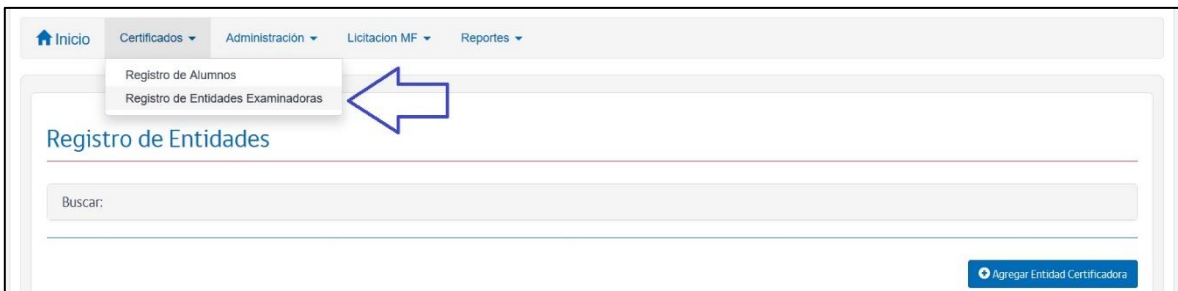 Inicio Certificados Administración Licitacion MF Reportes
Registro de Alumnos
Registro de Entidades Examinadoras
Registro de Entidades
Buscar:
Agregar Entidad Certificadora